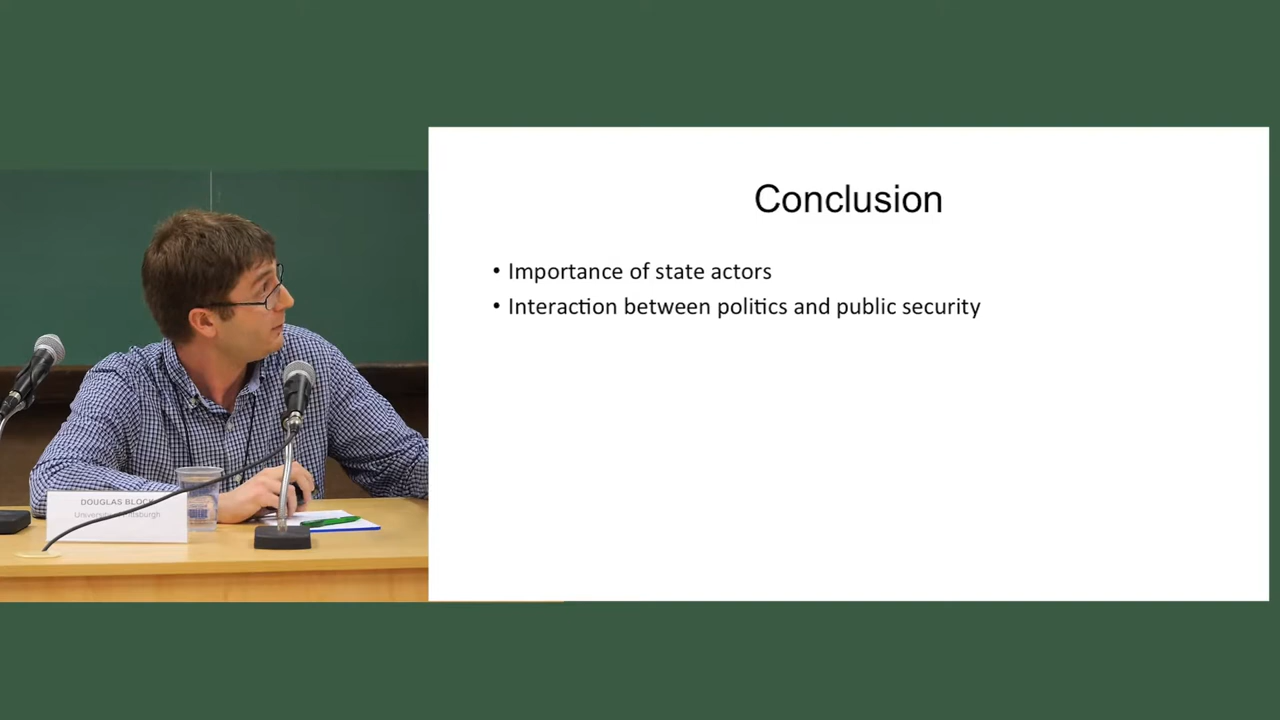 Conclusion
• Importance of state actors
• Interaction between politics and public security
DOUGLAS BLOCK